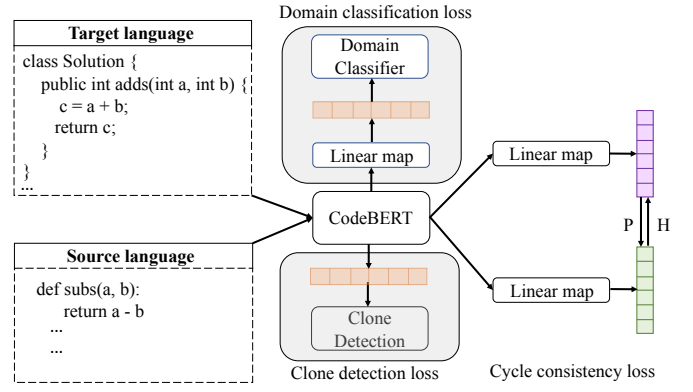 Domain classification loss
Target language
class Solution {
public int adds(int a, int b) {
c = a + b;
return c;
}
}
...
Domain
Classifier
Linear map
CodeBERT
Linear map
P
H
Linear map
Source language
def subs(a, b):
return a - b
...
...
Clone
Detection
Clone detection loss
Cycle consistency loss